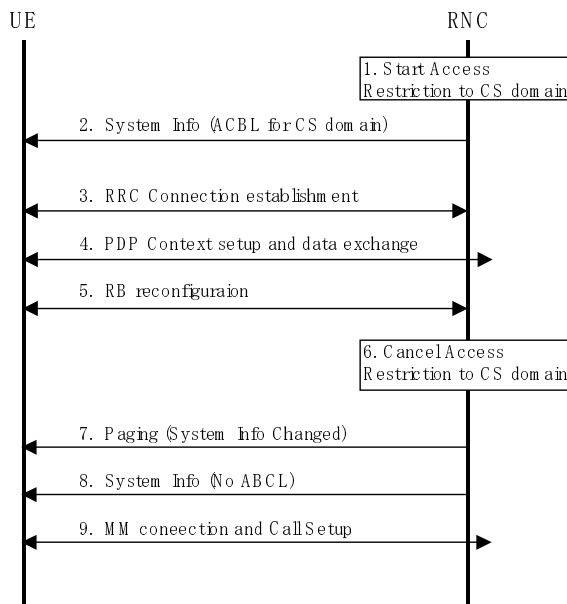 UE
RNC
1. Start Access
Restriction to CS domain
2. System Info (ACBL for CS domain)
3. RRC Connection establishment
4. PDP Context setup and data exchange
5. RB reconfiguraion
6. Cancel Access
Restriction to CS domain
7. Paging (System Info Changed)
8. System Info (No ABCL)
9. MM coneection and Call Setup